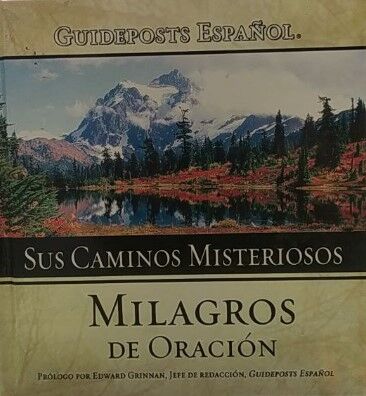 GUIDEPOSTS ESPAÑOL®
SUS CAMINOS MISTERIOSOS
MILAGROS
DE ORACIÓN
PRÓLOGO POR EDWARD GRINNAN, JEFE DE REDACCIÓN, GUIDEPOSTS ESPAÑOL